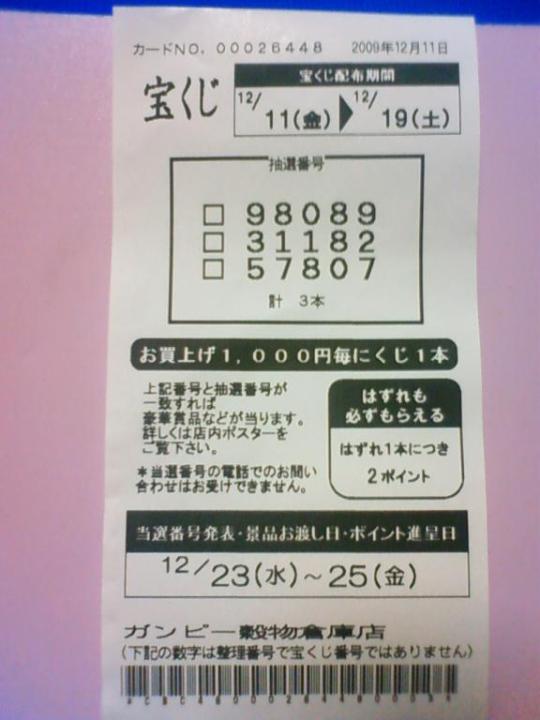 カードNO. 00026448 2009年12月11日
宝くじ
宝くじ配布期間
12/11(金)▶12/19(土)
抽選番号
□ 98089
□ 31182
□ 57807
計 3本
お買上げ1,000円毎にくじ1本
上記番号と抽選番号が
一致すれば
豪華賞品などが当ります。
詳しくは店内ポスターを
ご覧下さい。
*当選番号の電話でのお問い
合わせはお受けできません。
はずれも
必ずもらえる
はずれ1本につき
2ポイント
当選番号発表・景品お渡し日・ポイント進呈日
12/23(水)~25(金)
ガンビー穀物倉庫店
(下記の数字は整理番号で宝くじ番号ではありません)